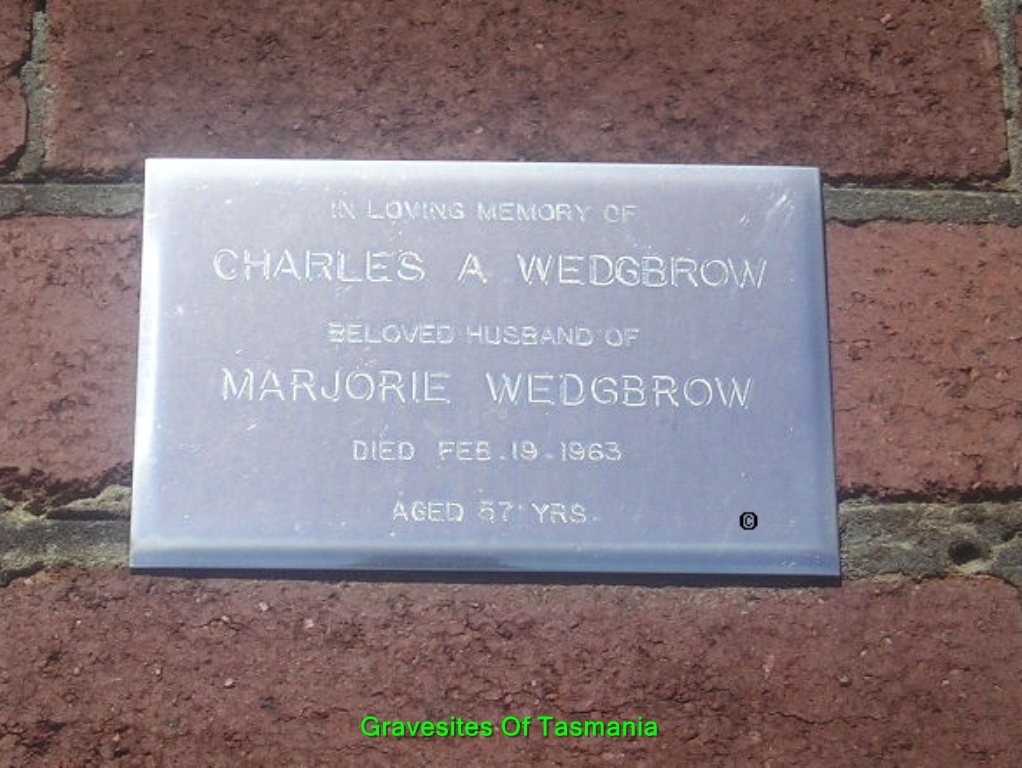 IN LOVING MEMORY OF
CHARLES A WEDGBROW
BELOVED HUSBAND OF
MARJORIE WEDGBROW
DIED FEB. 19. 1963
AGED 57 YRS.
©
Gravesites Of Tasmania